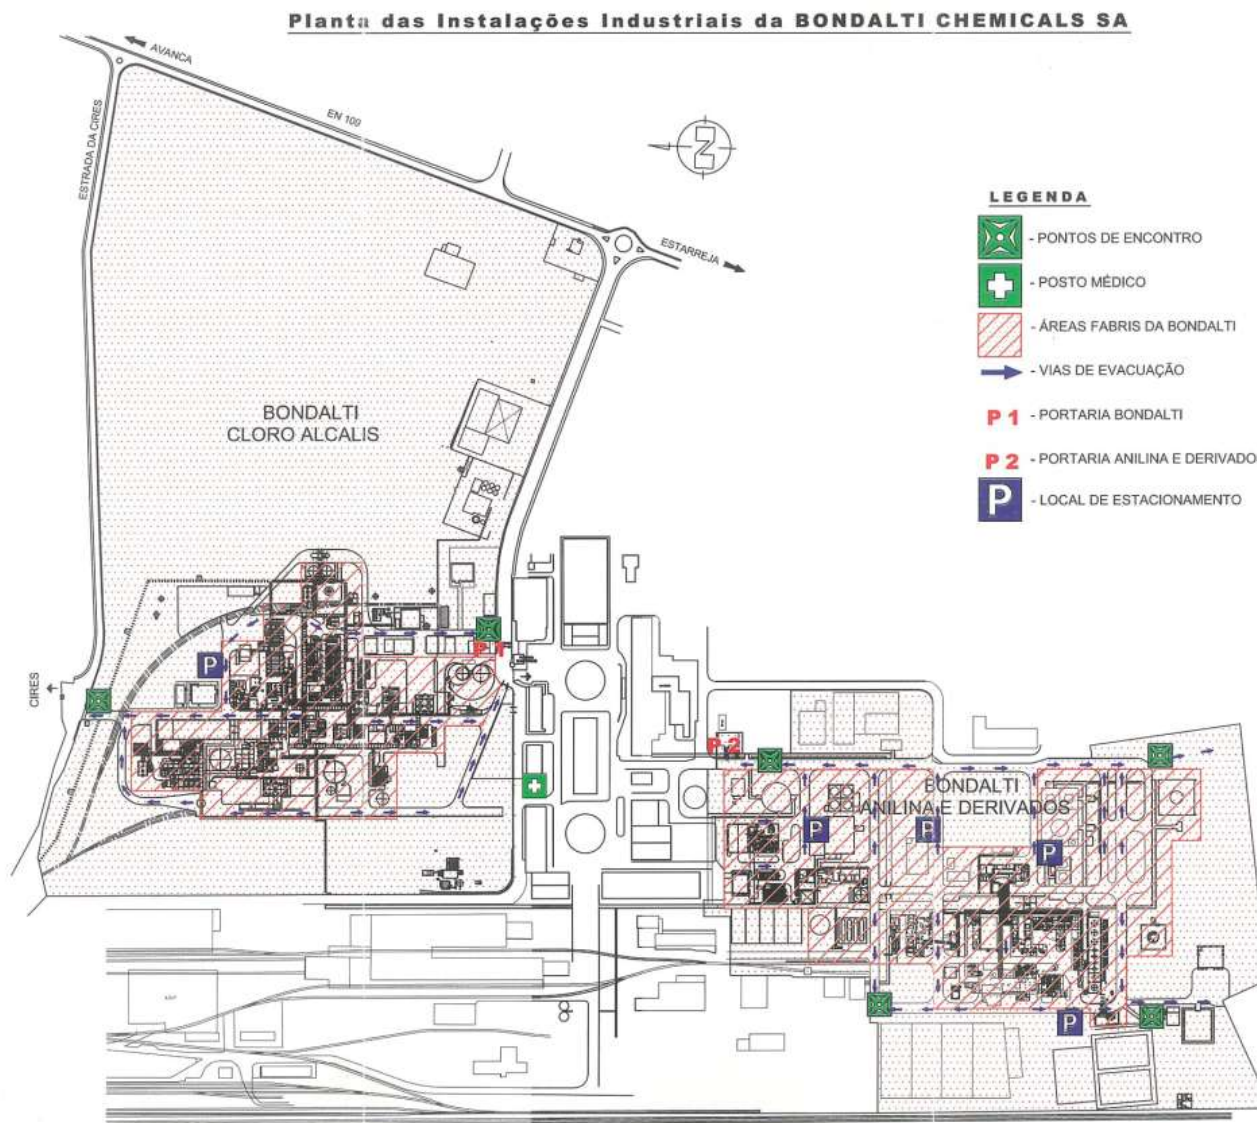 Planta das Instalações Industriais da BONDALTI CHEMICALS SA
AVANCA
EN 109
ESTRADA DA CIRES
ESTARREJA
LEGENDA
- PONTOS DE ENCONTRO
- POSTO MÉDICO
- ÁREAS FABRIS DA BONDALTI
- VIAS DE EVACUAÇÃO
P 1 - PORTARIA BONDALTI
P 2 - PORTARIA ANILINA E DERIVADO
P - LOCAL DE ESTACIONAMENTO
BONDALTI
CLORO ALCALIS
P 1
P
CIRES
P 2
BONDALTI
ANILINA E DERIVADOS
P
P
P
P